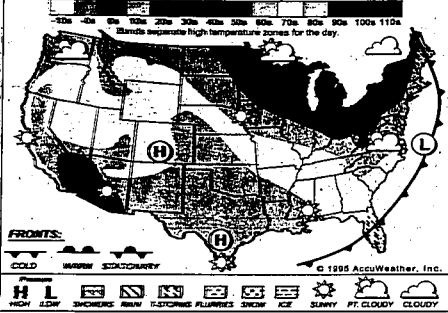 -10s -0s 0s 10s 20s 30s 40s 50s 60s 70s 80s 90s 100s 110s
Bands separate high temperature zones for the day.
H
L
H
FRONTS:
COLD WARM STATIONARY
© 1995 AccuWeather, Inc.
Pressure
H L
HIGH LOW SHOWERS RAIN T-STORMS FLURRIES SNOW ICE SUNNY PT. CLOUDY CLOUDY